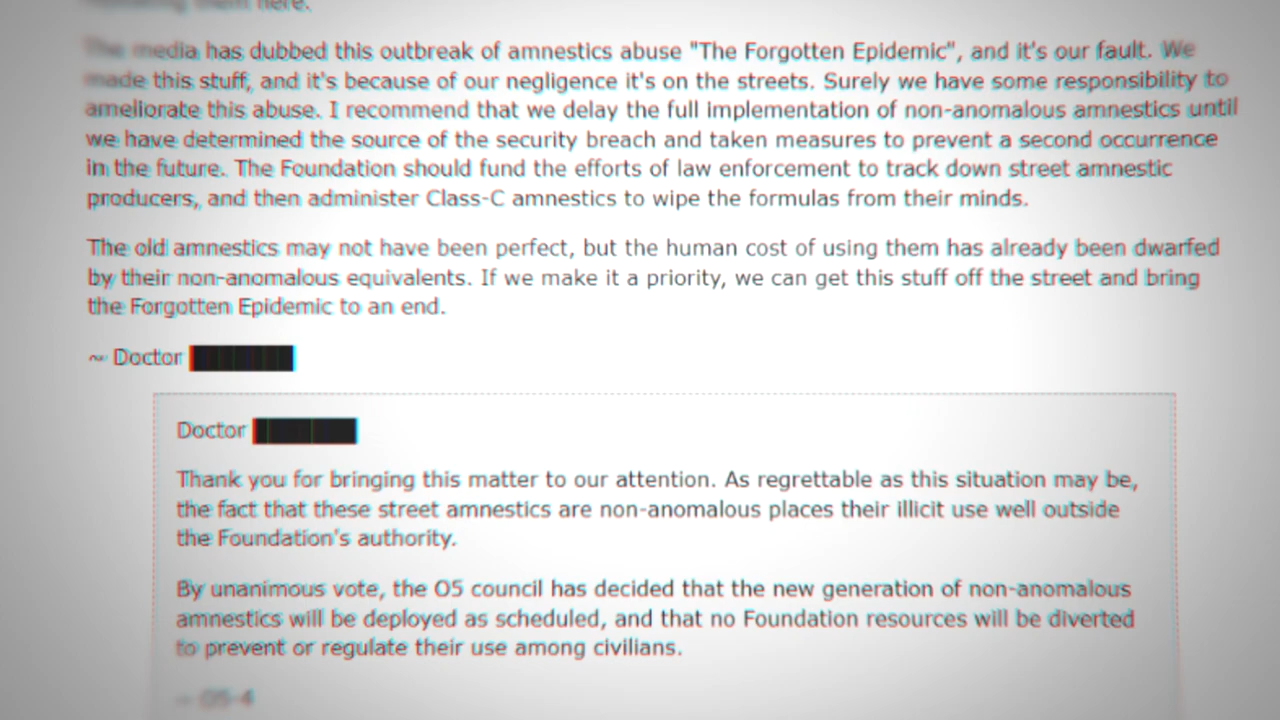 here.
The media has dubbed this outbreak of amnestics abuse "The Forgotten Epidemic", and it's our fault. We
made this stuff, and it's because of our negligence it's on the streets. Surely we have some responsibility to
ameliorate this abuse. I recommend that we delay the full implementation of non-anomalous amnestics until
we have determined the source of the security breach and taken measures to prevent a second occurrence
in the future. The Foundation should fund the efforts of law enforcement to track down street amnestic
producers, and then administer Class-C amnestics to wipe the formulas from their minds.
The old amnestics may not have been perfect, but the human cost of using them has already been dwarfed
by their non-anomalous equivalents. If we make it a priority, we can get this stuff off the street and bring
the Forgotten Epidemic to an end.
~ Doctor
Doctor
Thank you for bringing this matter to our attention. As regrettable as this situation may be,
the fact that these street amnestics are non-anomalous places their illicit use well outside
the Foundation's authority.
By unanimous vote, the O5 council has decided that the new generation of non-anomalous
amnestics will be deployed as scheduled, and that no Foundation resources will be diverted
to prevent or regulate their use among civilians.
~ O5-4